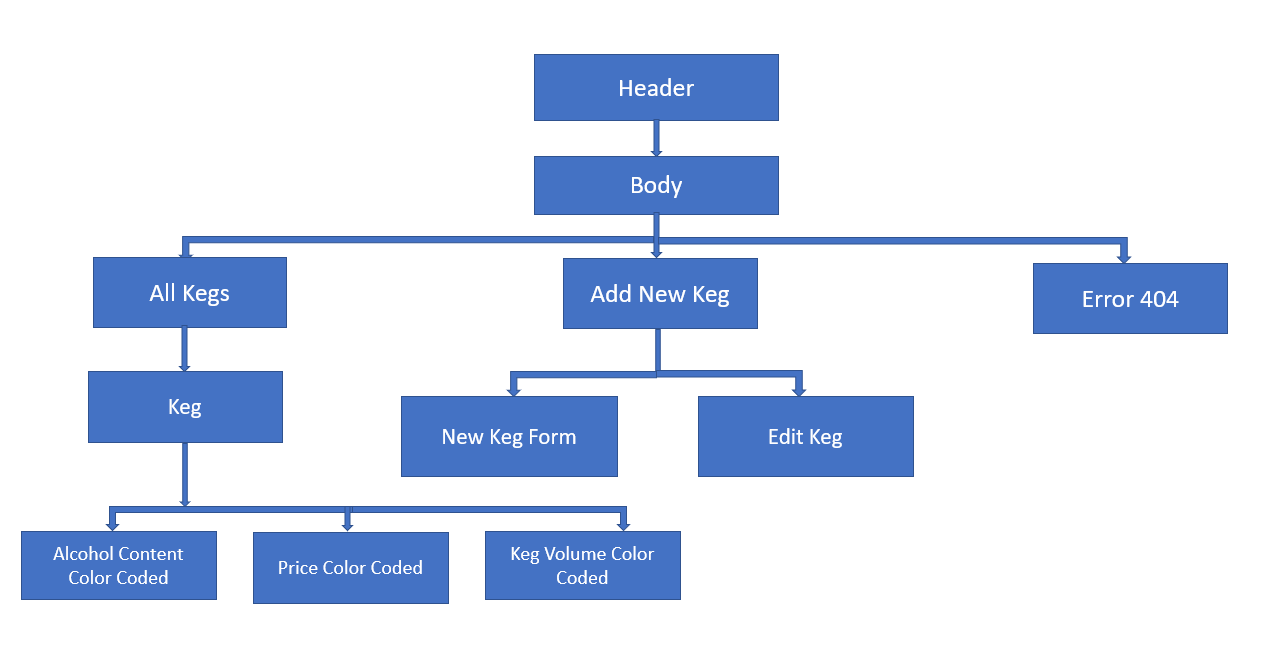 Header
Body
All Kegs
Add New Keg
Error 404
Keg
New Keg Form
Edit Keg
Alcohol Content
Color Coded
Price Color Coded
Keg Volume Color
Coded